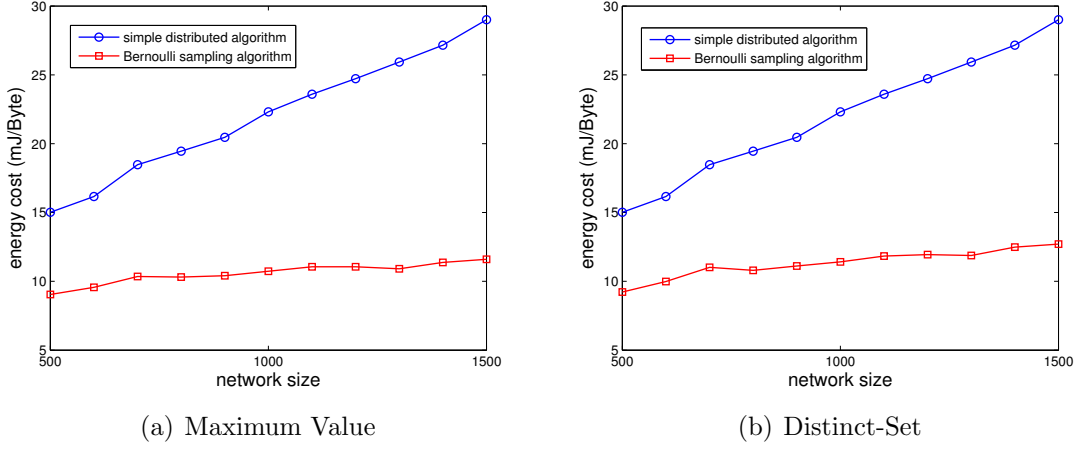 30
25
20
15
10
5
500
1000
1500
energy cost (mJ/Byte)
network size
simple distributed algorithm
Bernoulli sampling algorithm
(a) Maximum Value
30
25
20
15
10
5
500
1000
1500
energy cost (mJ/Byte)
network size
simple distributed algorithm
Bernoulli sampling algorithm
(b) Distinct-Set